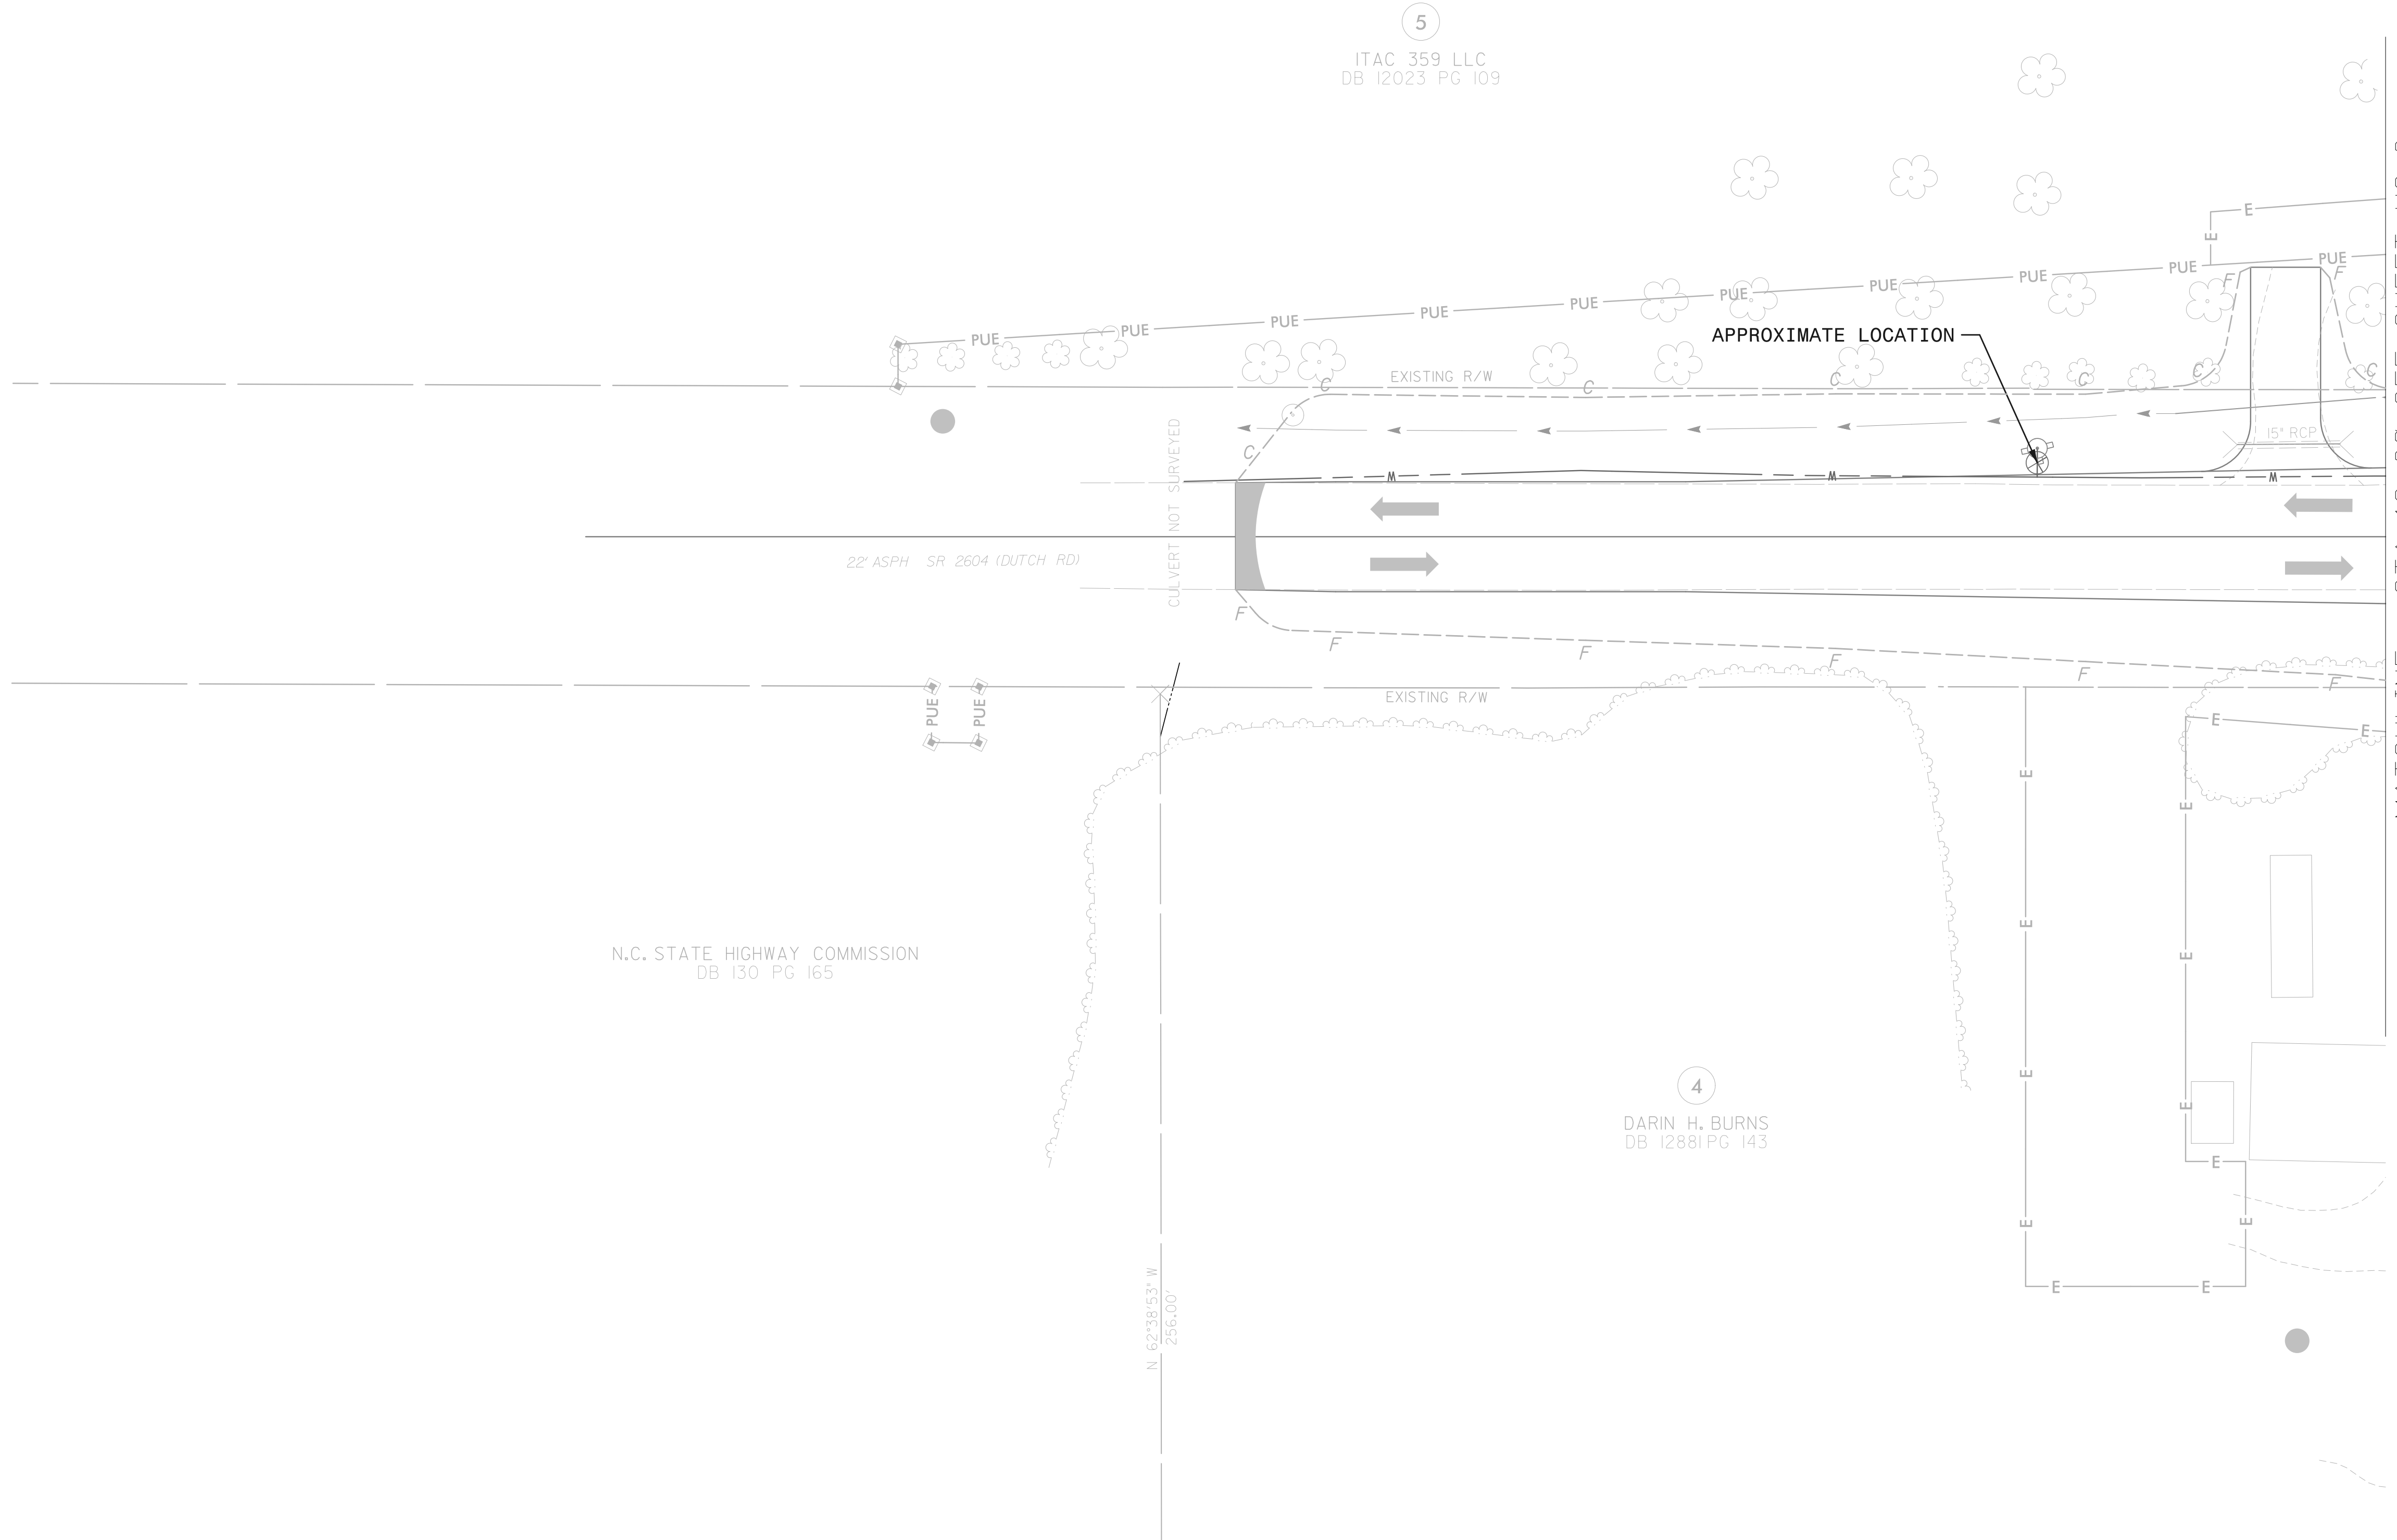 5
ITAC 359 LLC
DB 12023 PG 109
E
E
PUE
PUE
PUE
PUE
PUE
PUE
PUE
PUE
PUE
PUE
F
F
APPROXIMATE LOCATION
EXISTING R/W
C
C
C
C
C
C
C
15" RCP
W
W
W
CULVERT NOT SURVEYED
22' ASPH SR 2604 (DUTCH RD)
F
F
F
F
F
F
EXISTING R/W
PUE
PUE
E
E
E
E
E
E
E
E
E
E
E
E
E
E
N.C. STATE HIGHWAY COMMISSION
DB 130 PG 165
4
DARIN H. BURNS
DB 12881 PG 143
N 62°38'53" W
256.00'